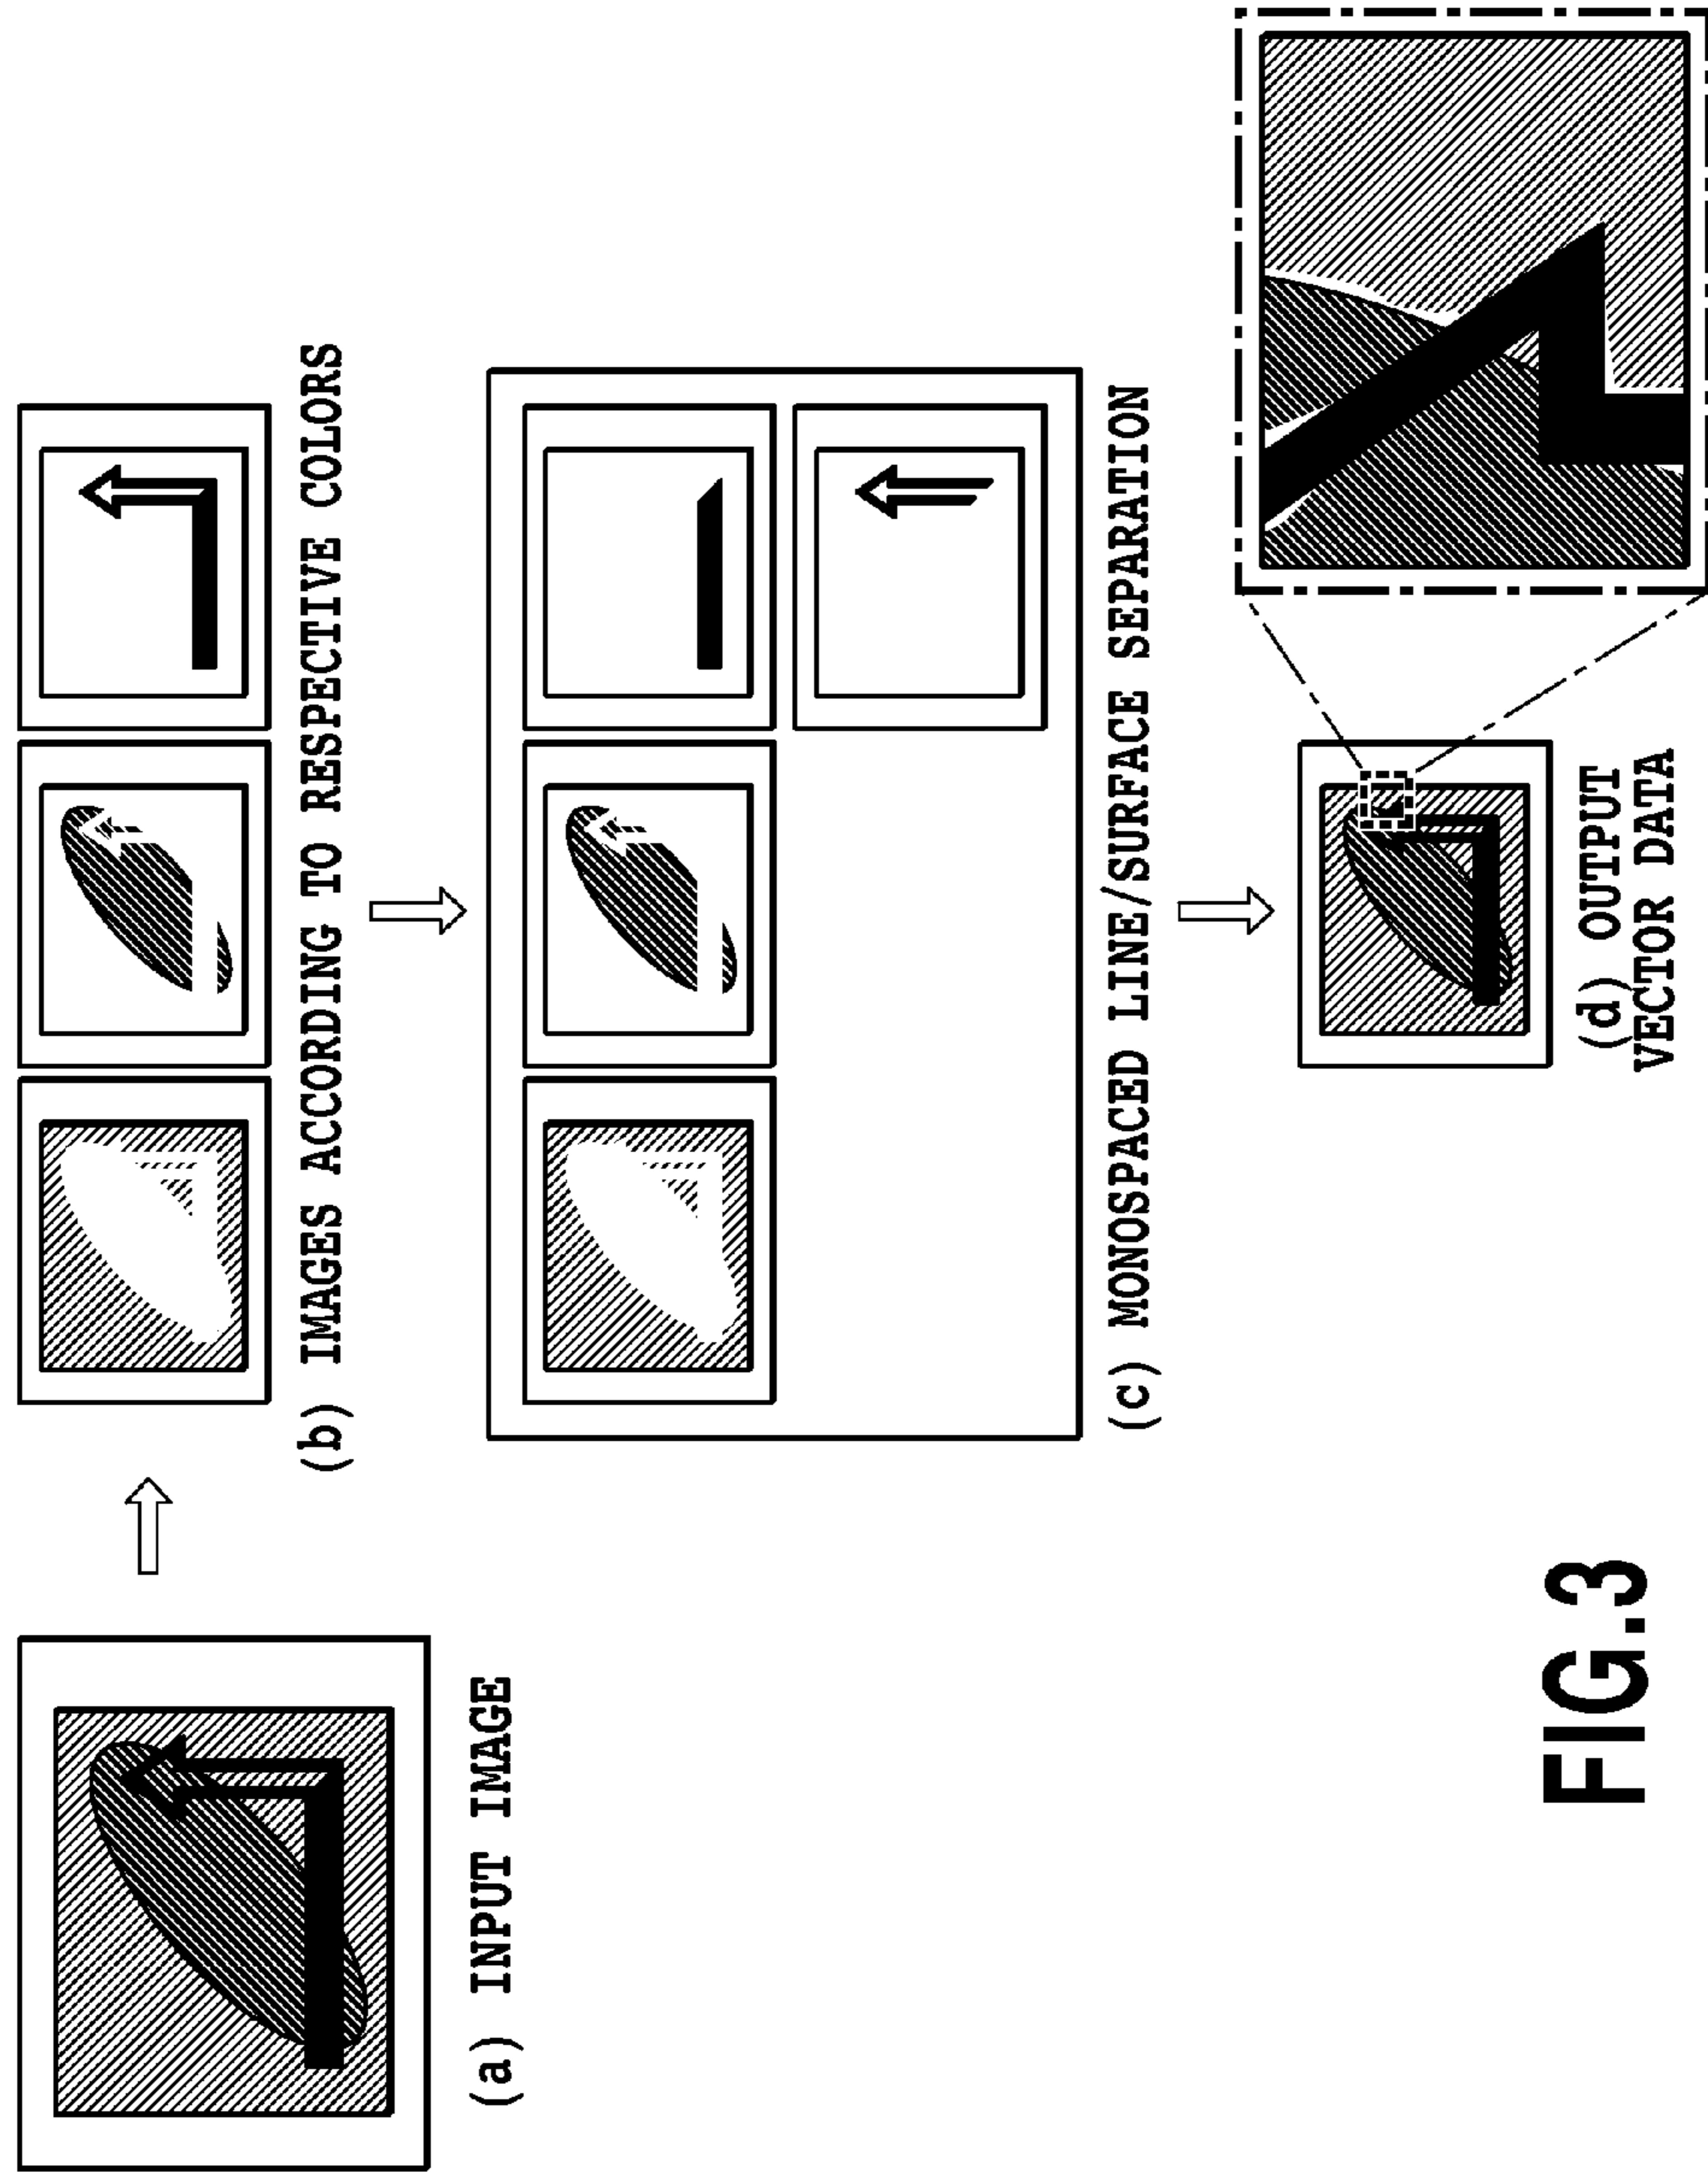 (a) INPUT IMAGE
(b) IMAGES ACCORDING TO RESPECTIVE COLORS
(c) MONOSPACED LINE/SURFACE SEPARATION
(d) OUTPUT
VECTOR DATA
FIG.3